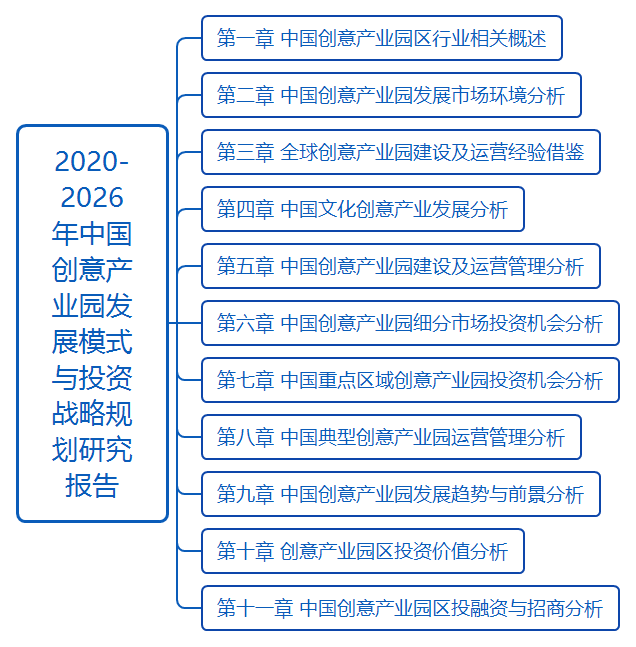 2020-
2026
年中国
创意产
业园发
展模式
与投资
战略规
划研究
报告
第一章 中国创意产业园区行业相关概述
第二章 中国创意产业园发展市场环境分析
第三章 全球创意产业园建设及运营经验借鉴
第四章 中国文化创意产业发展分析
第五章 中国创意产业园建设及运营管理分析
第六章 中国创意产业园细分市场投资机会分析
第七章 中国重点区域创意产业园投资机会分析
第八章 中国典型创意产业园运营管理分析
第九章 中国创意产业园发展趋势与前景分析
第十章 创意产业园区投资价值分析
第十一章 中国创意产业园区投融资与招商分析